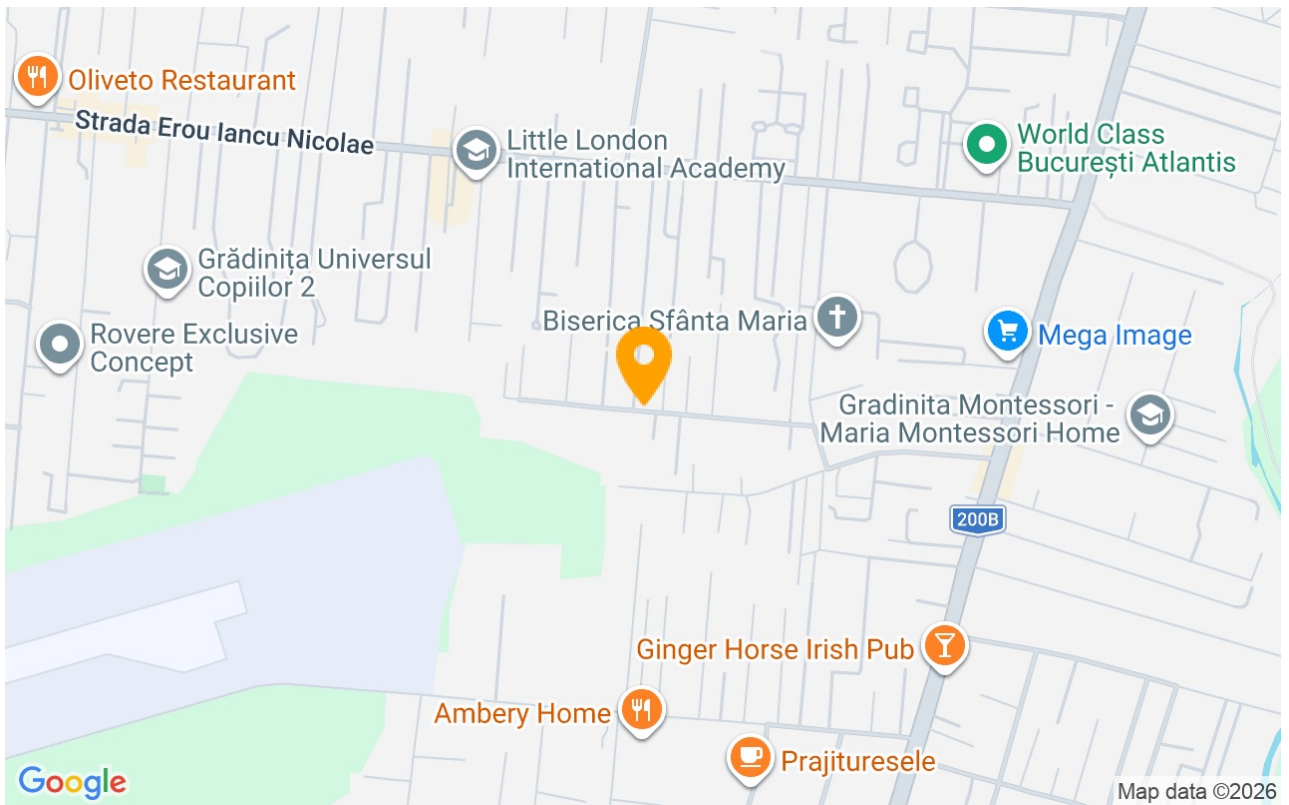 Oliveto Restaurant
Strada Erou Iancu Nicolae
Little London
International Academy
World Class
București Atlantis
Grădinița Universul
Copiilor 2
Rovere Exclusive
Concept
Biserica Sfânta Maria
Mega Image
Gradinita Montessori -
Maria Montessori Home
200B
Ginger Horse Irish Pub
Ambery Home
Prajituresele
Google
Map data ©2026